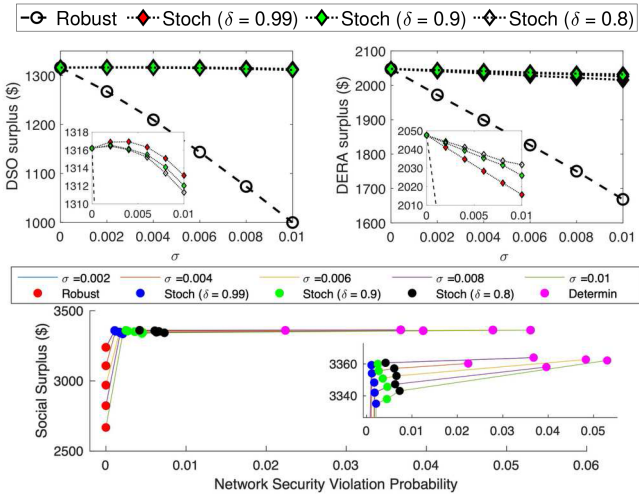 Robust Stoch (δ = 0.99) Stoch (δ = 0.9) Stoch (δ = 0.8)
1300
1200
1100
1000
DSO surplus ($)
1318
1316
1314
1312
1310
0 0.005 0.01
0 0.002 0.004 0.006 0.008 0.01
σ
2100
2000
1900
1800
1700
1600
DERA surplus ($)
2050
2040
2030
2020
2010
0 0.005 0.01
0 0.002 0.004 0.006 0.008 0.01
σ
σ =0.002 σ =0.004 σ =0.006 σ =0.008 σ =0.01
Robust Stoch (δ = 0.99) Stoch (δ = 0.9) Stoch (δ = 0.8) Determin
3500
3000
2500
Social Surplus ($)
3360
3340
0 0.01 0.02 0.03 0.04 0.05
0 0.01 0.02 0.03 0.04 0.05 0.06
Network Security Violation Probability